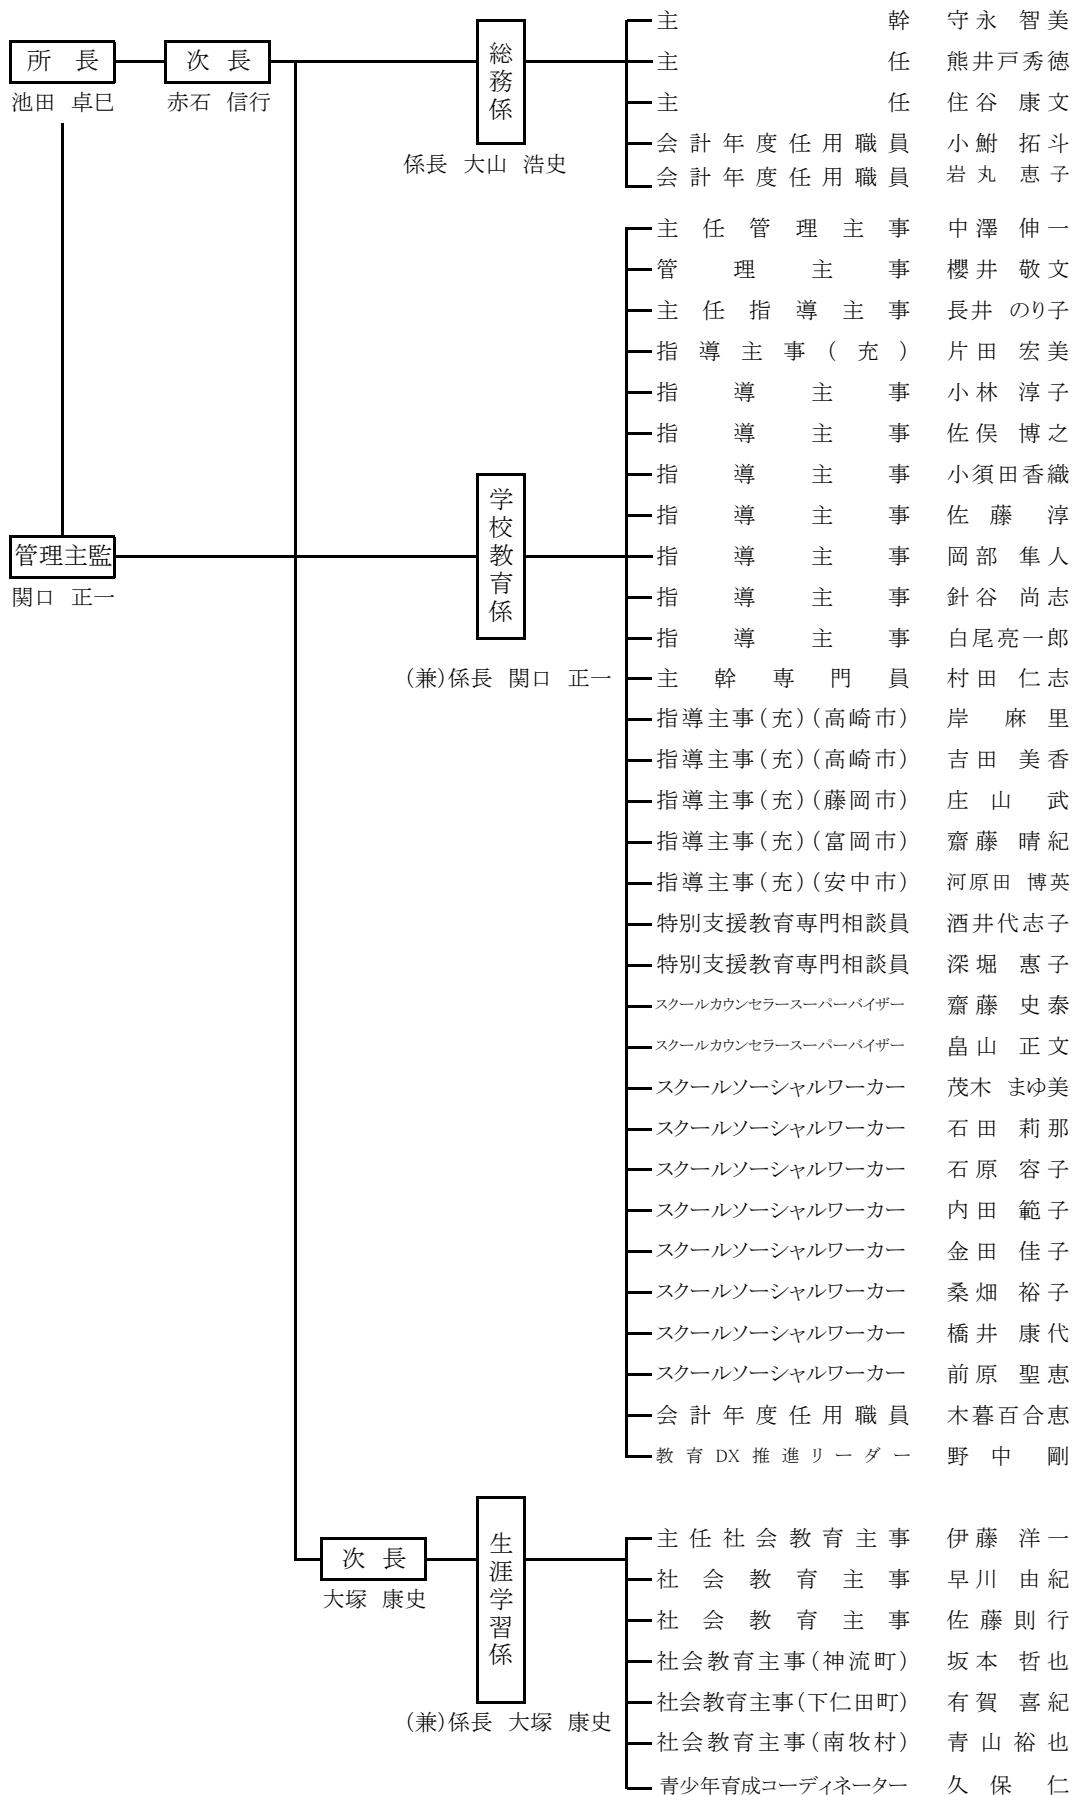 所長
池田 卓巳
次長
赤石 信行
総務係
係長 大山 浩史
主幹 守永 智美
主任 熊井戸秀徳
主任 住谷 康文
会計年度任用職員 小鮒 拓斗
会計年度任用職員 岩丸 恵子
管理主監
関口 正一
学校教育係
(兼)係長 関口 正一
主任管理主事 中澤 伸一
管理主事 櫻井 敬文
主任指導主事 長井 のり子
指導主事(充) 片田 宏美
指導主事 小林 淳子
指導主事 佐俣 博之
指導主事 小須田香織
指導主事 佐藤 淳
指導主事 岡部 隼人
指導主事 針谷 尚志
指導主事 白尾亮一郎
主幹専門員 村田 仁志
指導主事(充)(高崎市) 岸 麻里
指導主事(充)(高崎市) 吉田 美香
指導主事(充)(藤岡市) 庄山 武
指導主事(充)(富岡市) 齋藤 晴紀
指導主事(充)(安中市) 河原田 博英
特別支援教育専門相談員 酒井代志子
特別支援教育専門相談員 深堀 惠子
スクールカウンセラースーパーバイザー 齋藤 史泰
スクールカウンセラースーパーバイザー 畠山 正文
スクールソーシャルワーカー 茂木 まゆ美
スクールソーシャルワーカー 石田 莉那
スクールソーシャルワーカー 石原 容子
スクールソーシャルワーカー 内田 範子
スクールソーシャルワーカー 金田 佳子
スクールソーシャルワーカー 桑畑 裕子
スクールソーシャルワーカー 橋井 康代
スクールソーシャルワーカー 前原 聖恵
会計年度任用職員 木暮百合恵
教育DX推進リーダー 野中 剛
次長
大塚 康史
生涯学習係
(兼)係長 大塚 康史
主任社会教育主事 伊藤 洋一
社会教育主事 早川 由紀
社会教育主事 佐藤則行
社会教育主事(神流町) 坂本 哲也
社会教育主事(下仁田町) 有賀 喜紀
社会教育主事(南牧村) 青山裕也
青少年育成コーディネーター 久保 仁